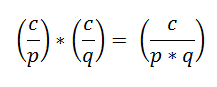 (c/p) * (c/q) = (c/(p * q))